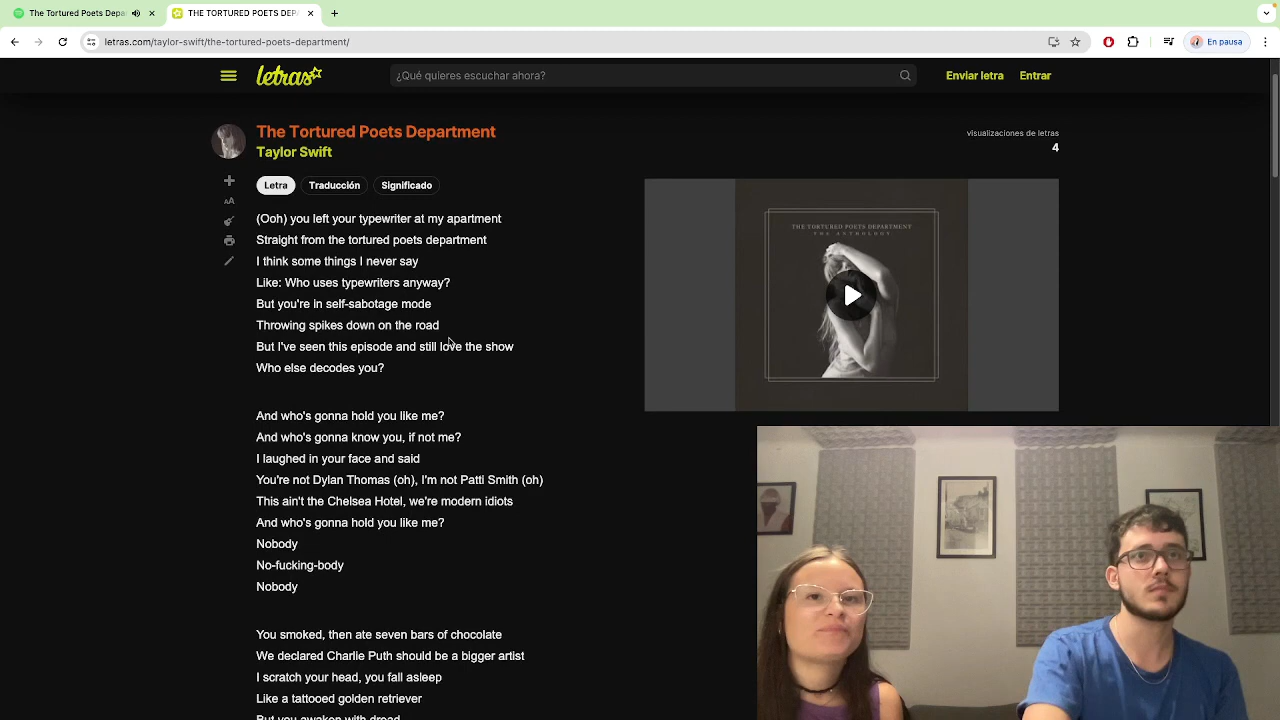 The Tortured Poets Depa
THE TORTURED POETS DEP
letras.com/taylor-swift/the-tortured-poets-department/
En pausa
letras
¿Qué quieres escuchar ahora?
Enviar letra
Entrar
The Tortured Poets Department
Taylor Swift
visualizaciones de letras
4
Letra
Traducción
Significado
AA
(Ooh) you left your typewriter at my apartment
Straight from the tortured poets department
I think some things I never say
Like: Who uses typewriters anyway?
But you're in self-sabotage mode
Throwing spikes down on the road
But I've seen this episode and still love the show
Who else decodes you?
And who's gonna hold you like me?
And who's gonna know you, if not me?
I laughed in your face and said
You're not Dylan Thomas (oh), I'm not Patti Smith (oh)
This ain't the Chelsea Hotel, we're modern idiots
And who's gonna hold you like me?
Nobody
No-fucking-body
Nobody
You smoked, then ate seven bars of chocolate
We declared Charlie Puth should be a bigger artist
I scratch your head, you fall asleep
Like a tattooed golden retriever
But you awaken with dread
THE TORTURED POETS DEPARTMENT
THE ANTHOLOGY